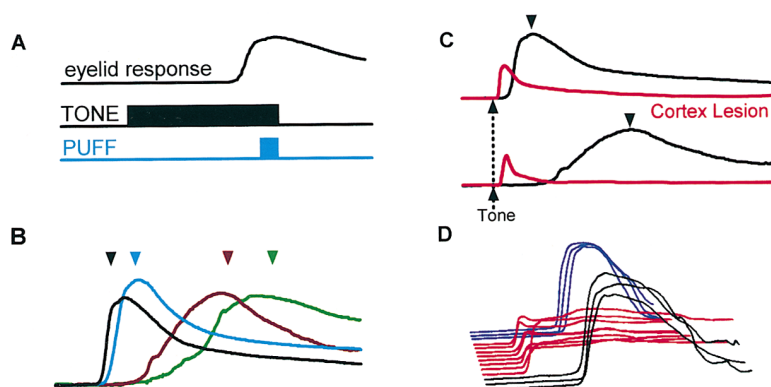 A
eyelid response
TONE
PUFF
B
C
Cortex Lesion
Tone
D